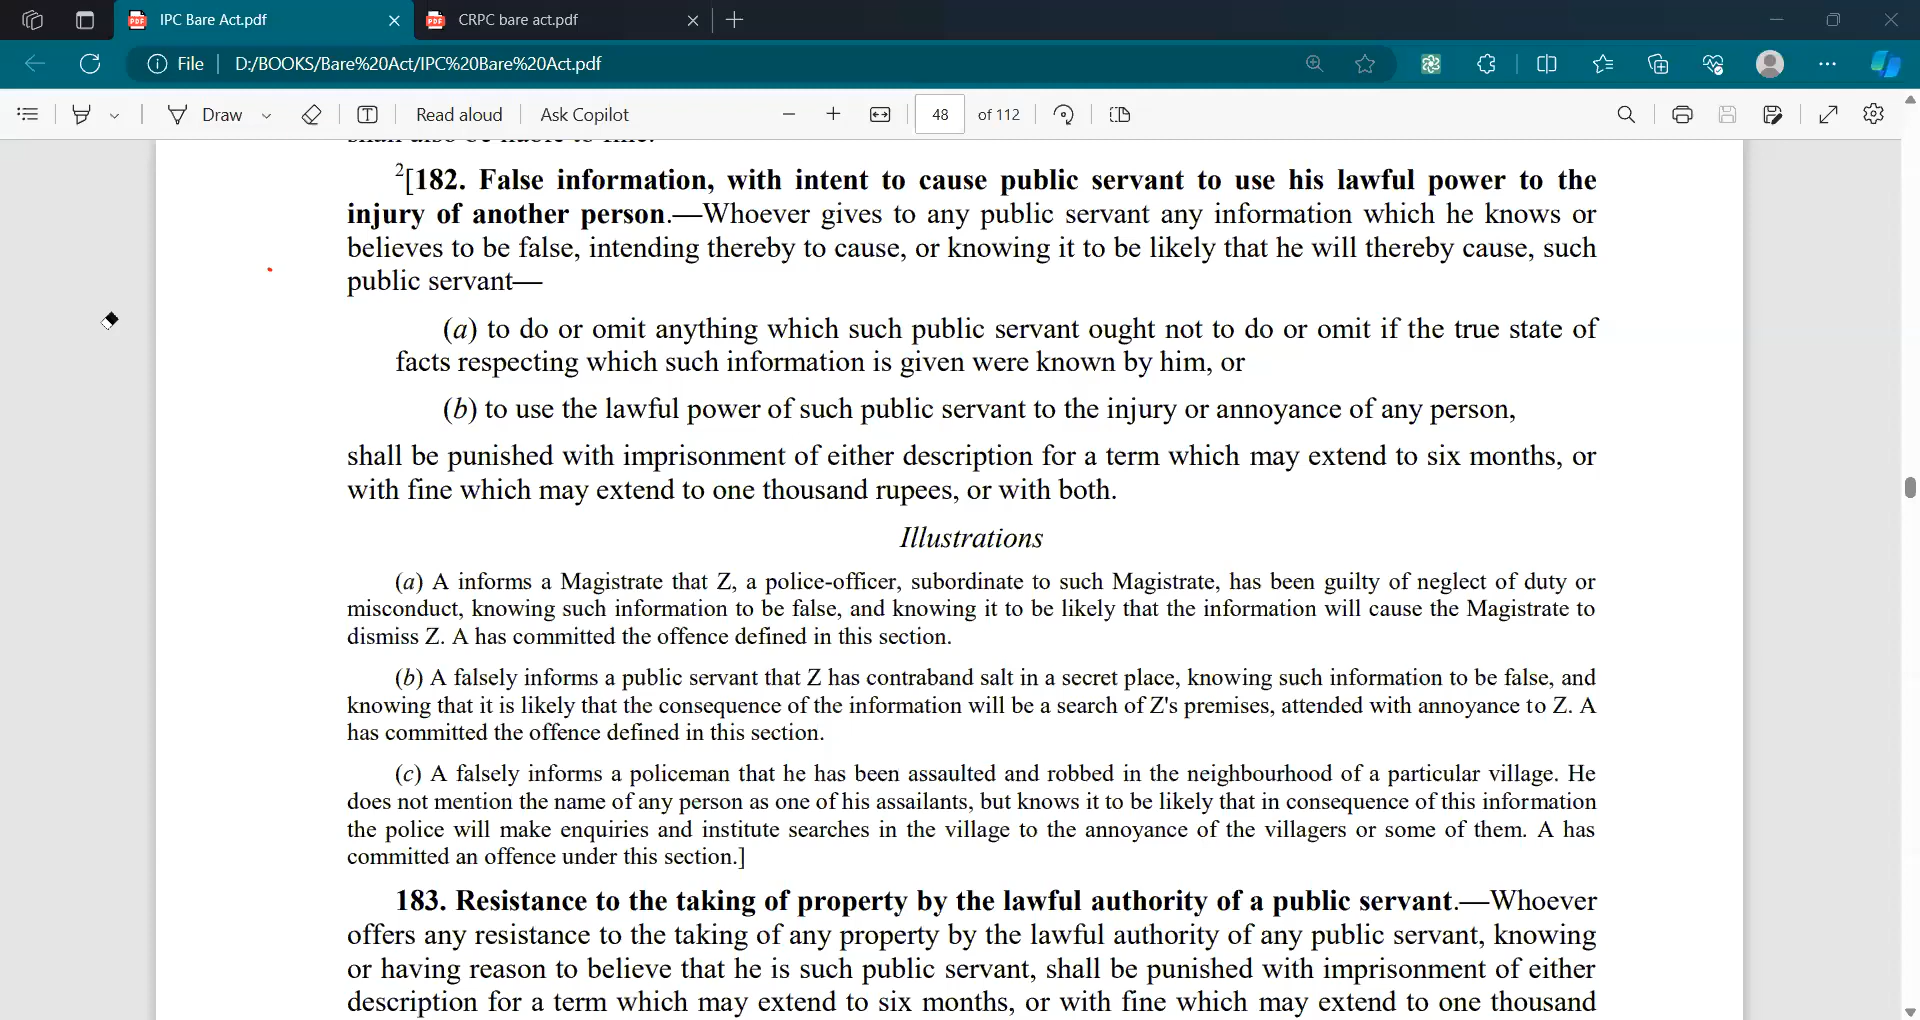 IPC Bare Act.pdf
CRPC bare act.pdf
File
D:/BOOKS/Bare%20Act/IPC%20Bare%20Act.pdf
Draw
Read aloud
Ask Copilot
48 of 112
shall also be liable to fine.
2[182. False information, with intent to cause public servant to use his lawful power to the
injury of another person.—Whoever gives to any public servant any information which he knows or
believes to be false, intending thereby to cause, or knowing it to be likely that he will thereby cause, such
public servant—
(a) to do or omit anything which such public servant ought not to do or omit if the true state of
facts respecting which such information is given were known by him, or
(b) to use the lawful power of such public servant to the injury or annoyance of any person,
shall be punished with imprisonment of either description for a term which may extend to six months, or
with fine which may extend to one thousand rupees, or with both.
Illustrations
(a) A informs a Magistrate that Z, a police-officer, subordinate to such Magistrate, has been guilty of neglect of duty or
misconduct, knowing such information to be false, and knowing it to be likely that the information will cause the Magistrate to
dismiss Z. A has committed the offence defined in this section.
(b) A falsely informs a public servant that Z has contraband salt in a secret place, knowing such information to be false, and
knowing that it is likely that the consequence of the information will be a search of Z's premises, attended with annoyance to Z. A
has committed the offence defined in this section.
(c) A falsely informs a policeman that he has been assaulted and robbed in the neighbourhood of a particular village. He
does not mention the name of any person as one of his assailants, but knows it to be likely that in consequence of this information
the police will make enquiries and institute searches in the village to the annoyance of the villagers or some of them. A has
committed an offence under this section.]
183. Resistance to the taking of property by the lawful authority of a public servant.—Whoever
offers any resistance to the taking of any property by the lawful authority of any public servant, knowing
or having reason to believe that he is such public servant, shall be punished with imprisonment of either
description for a term which may extend to six months, or with fine which may extend to one thousand